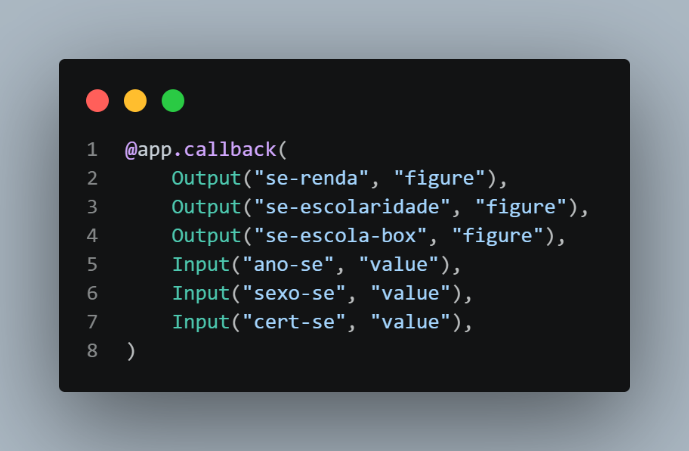 1 @app.callback(
2     Output("se-renda", "figure"),
3     Output("se-escolaridade", "figure"),
4     Output("se-escola-box", "figure"),
5     Input("ano-se", "value"),
6     Input("sexo-se", "value"),
7     Input("cert-se", "value"),
8 )